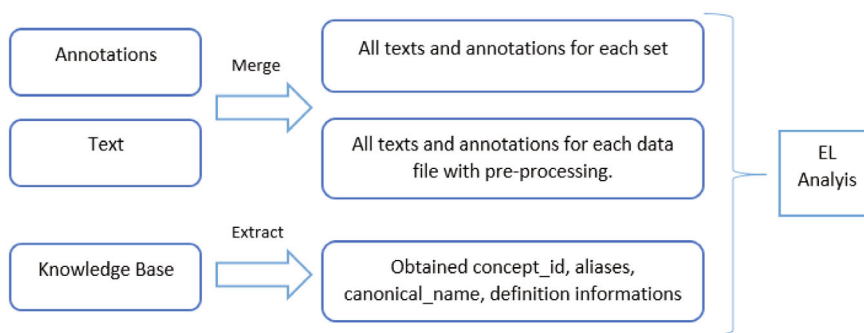 Annotations
Text
Merge
All texts and annotations for each set
All texts and annotations for each data
file with pre-processing.
Knowledge Base
Extract
Obtained concept_id, aliases,
canonical_name, definition informations
EL
Analyis